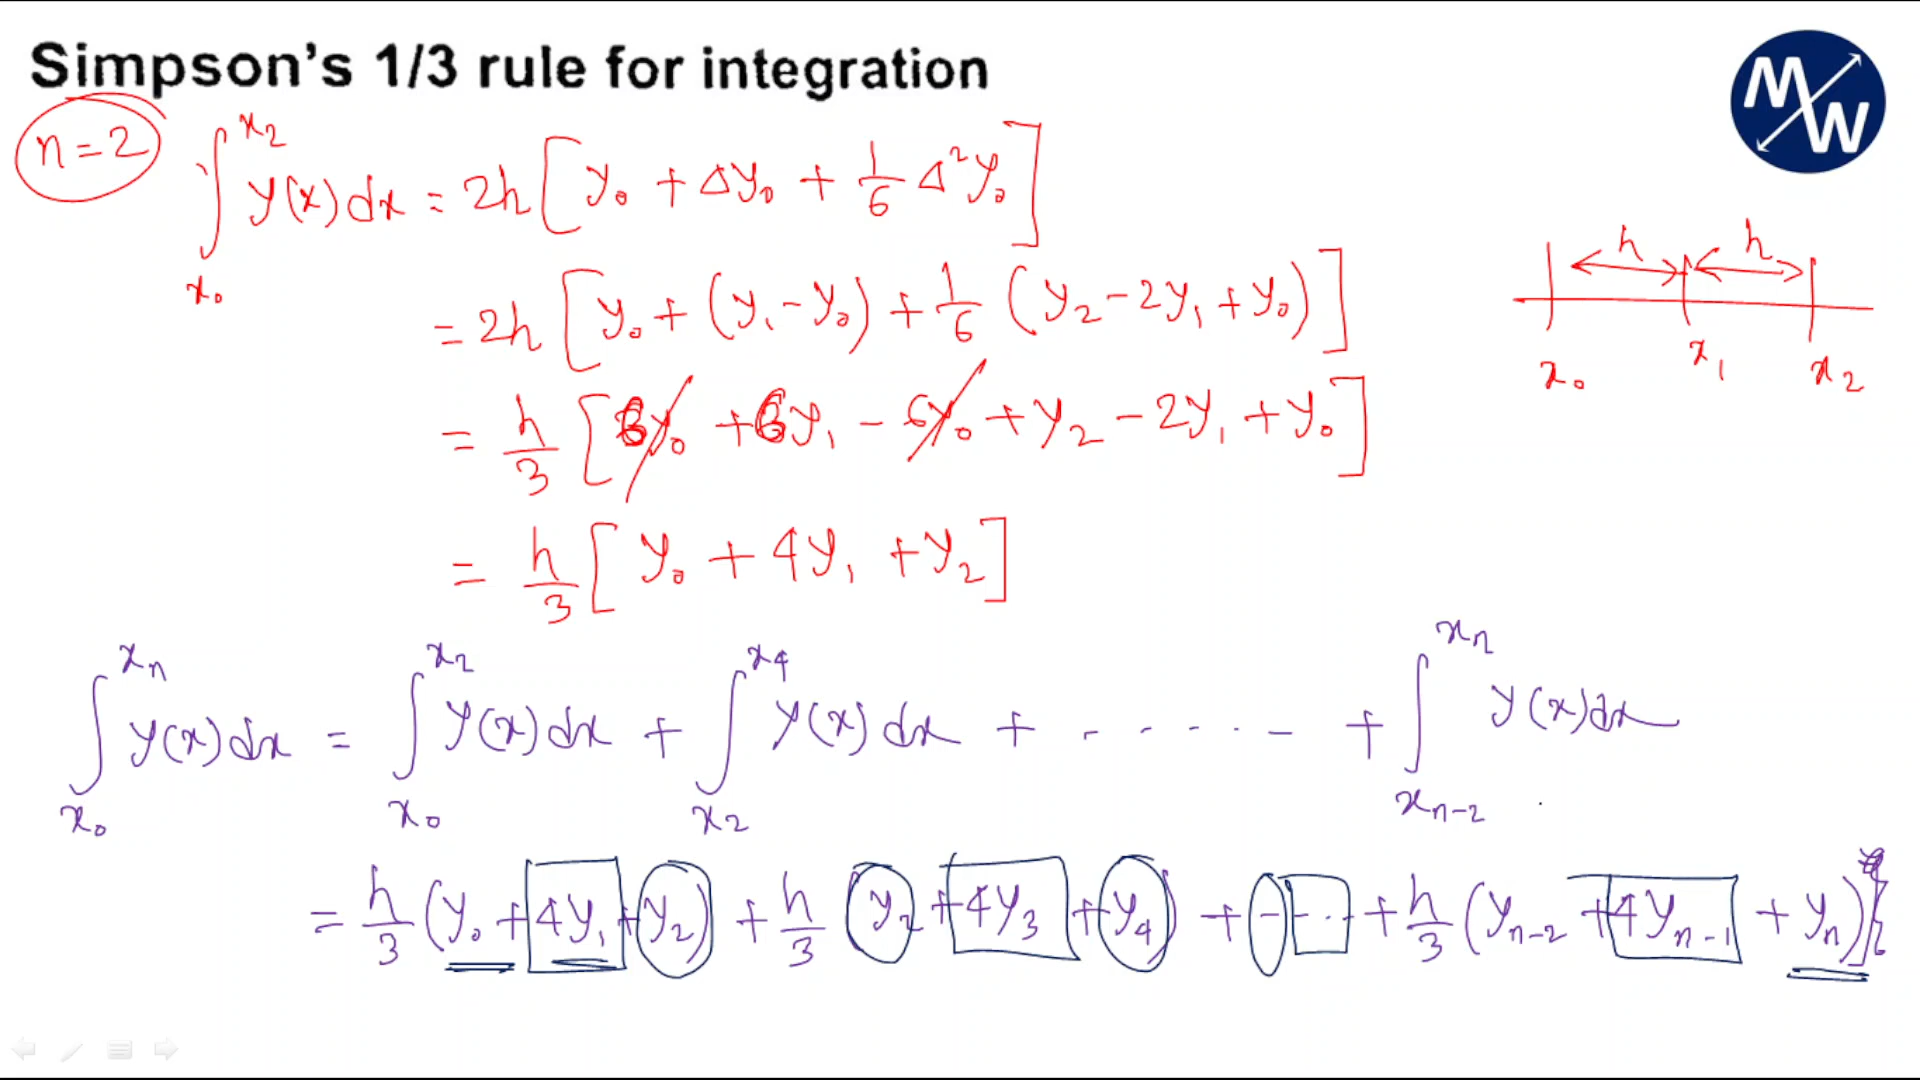 Simpson's 1/3 rule for integration
MW
n=2
∫_{x₀}^{x₂} y(x)dx = 2h [ y₀ + Δy₀ + 1/6 Δ²y₀ ]
= 2h [ y₀ + (y₁ - y₀) + 1/6 (y₂ - 2y₁ + y₀) ]
h h
x₀ x₁ x₂
= h/3 [ 6y₀ + 6y₁ - 6y₀ + y₂ - 2y₁ + y₀ ]
= h/3 [ y₀ + 4y₁ + y₂ ]
∫_{x₀}^{xₙ} y(x)dx = ∫_{x₀}^{x₂} y(x)dx + ∫_{x₂}^{x₄} y(x)dx + - - - - - - + ∫_{xₙ₋₂}^{xₙ} y(x)dx
= h/3 (y₀ + 4y₁ + y₂) + h/3 (y₂ + 4y₃ + y₄) + - - ·· - + h/3 (yₙ₋₂ + 4yₙ₋₁ + yₙ)